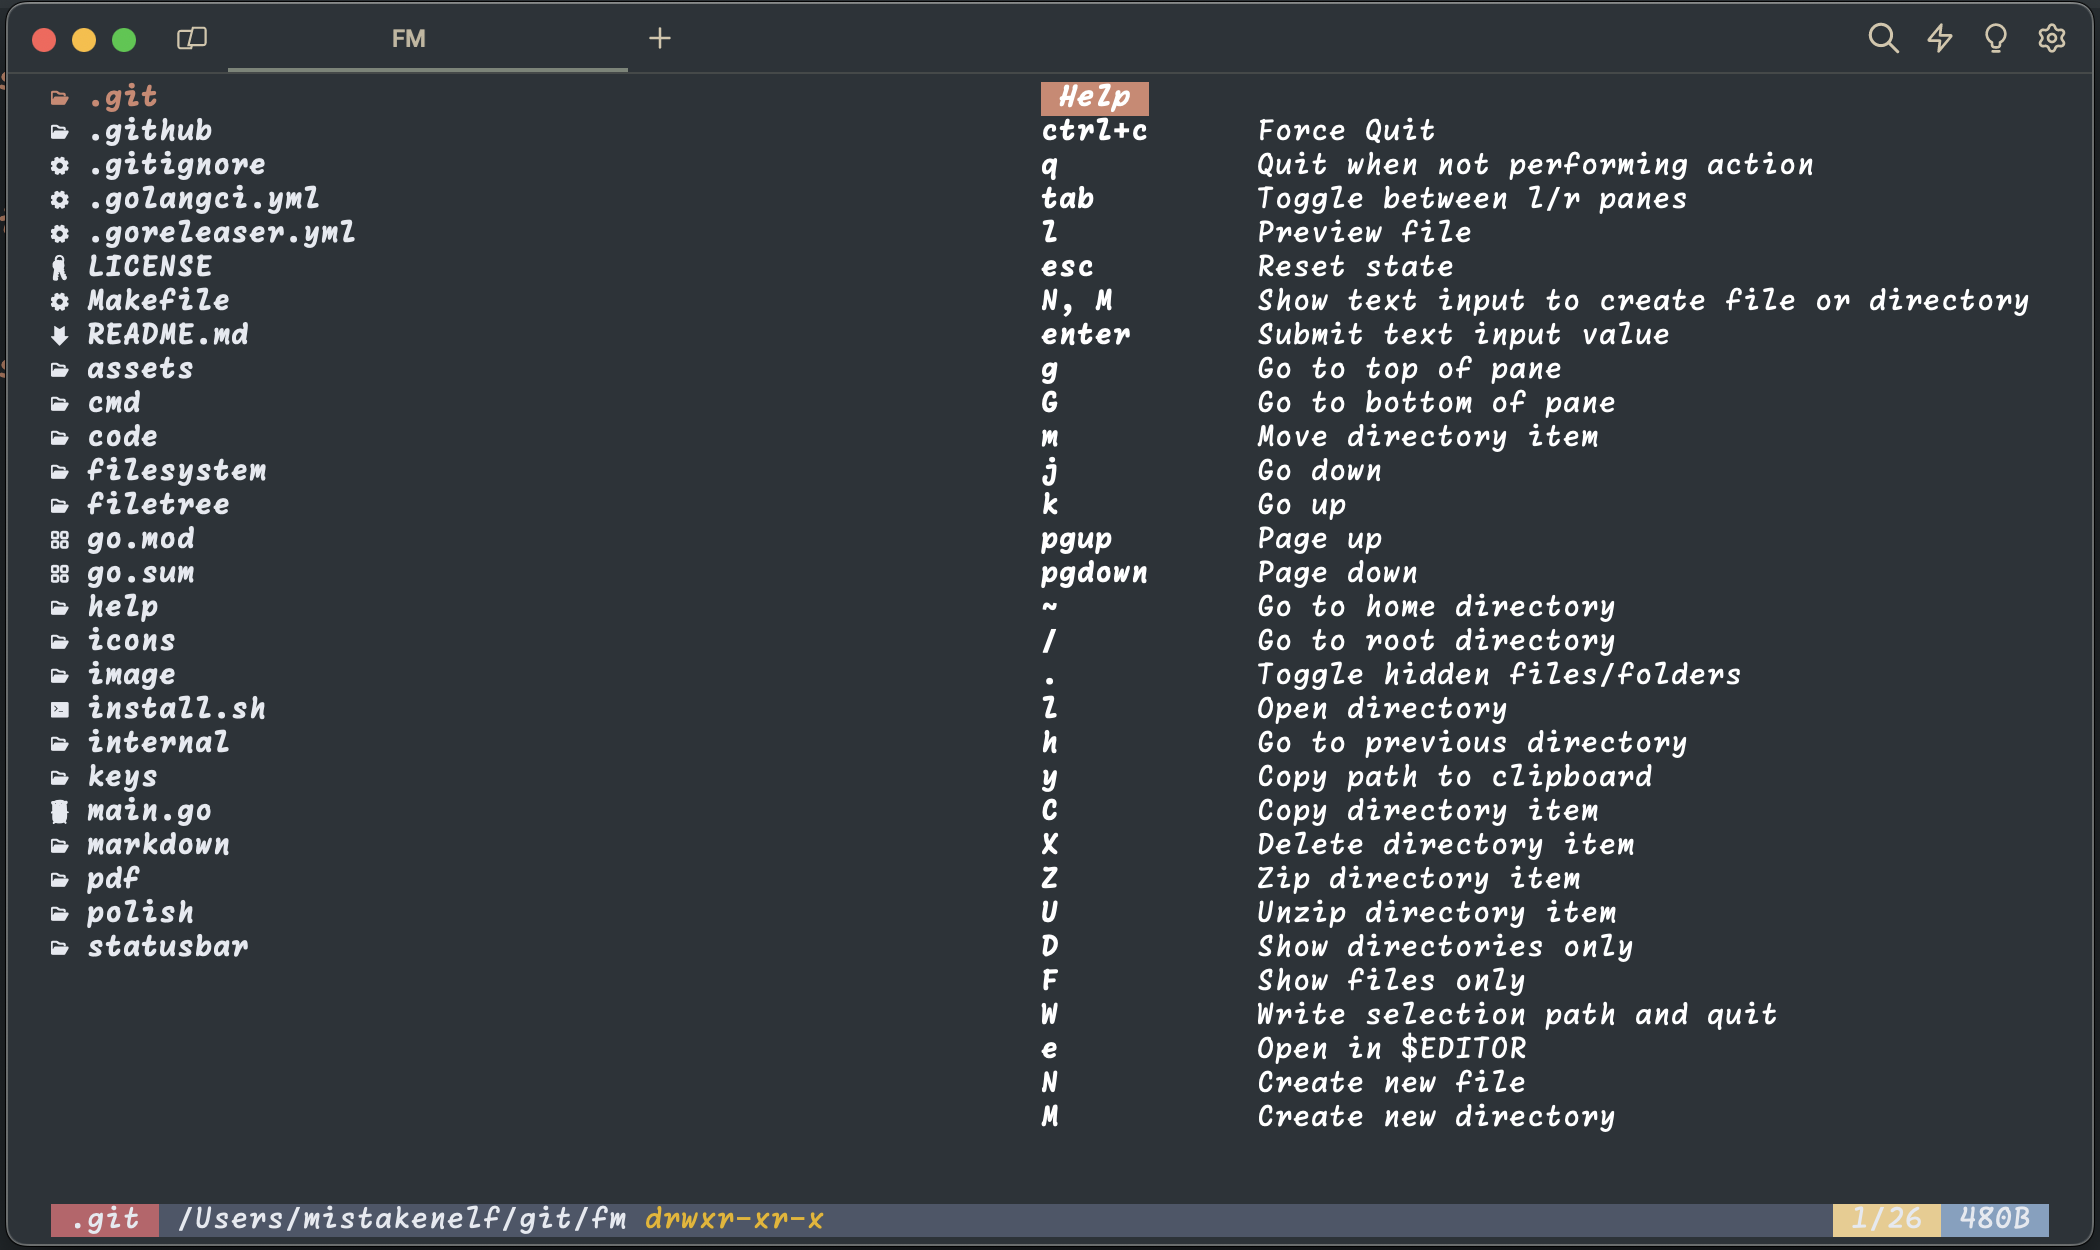 FM
.git
.github
.gitignore
.golangci.yml
.goreleaser.yml
LICENSE
Makefile
README.md
assets
cmd
code
filesystem
filetree
go.mod
go.sum
help
icons
image
install.sh
internal
keys
main.go
markdown
pdf
polish
statusbar
Help
ctrl+c Force Quit
q Quit when not performing action
tab Toggle between l/r panes
l Preview file
esc Reset state
N, M Show text input to create file or directory
enter Submit text input value
g Go to top of pane
G Go to bottom of pane
m Move directory item
j Go down
k Go up
pgup Page up
pgdown Page down
~ Go to home directory
/ Go to root directory
. Toggle hidden files/folders
l Open directory
h Go to previous directory
y Copy path to clipboard
C Copy directory item
X Delete directory item
Z Zip directory item
U Unzip directory item
D Show directories only
F Show files only
W Write selection path and quit
e Open in $EDITOR
N Create new file
M Create new directory
.git /Users/mistakenelf/git/fm drwxr-xr-x 1/26 480B